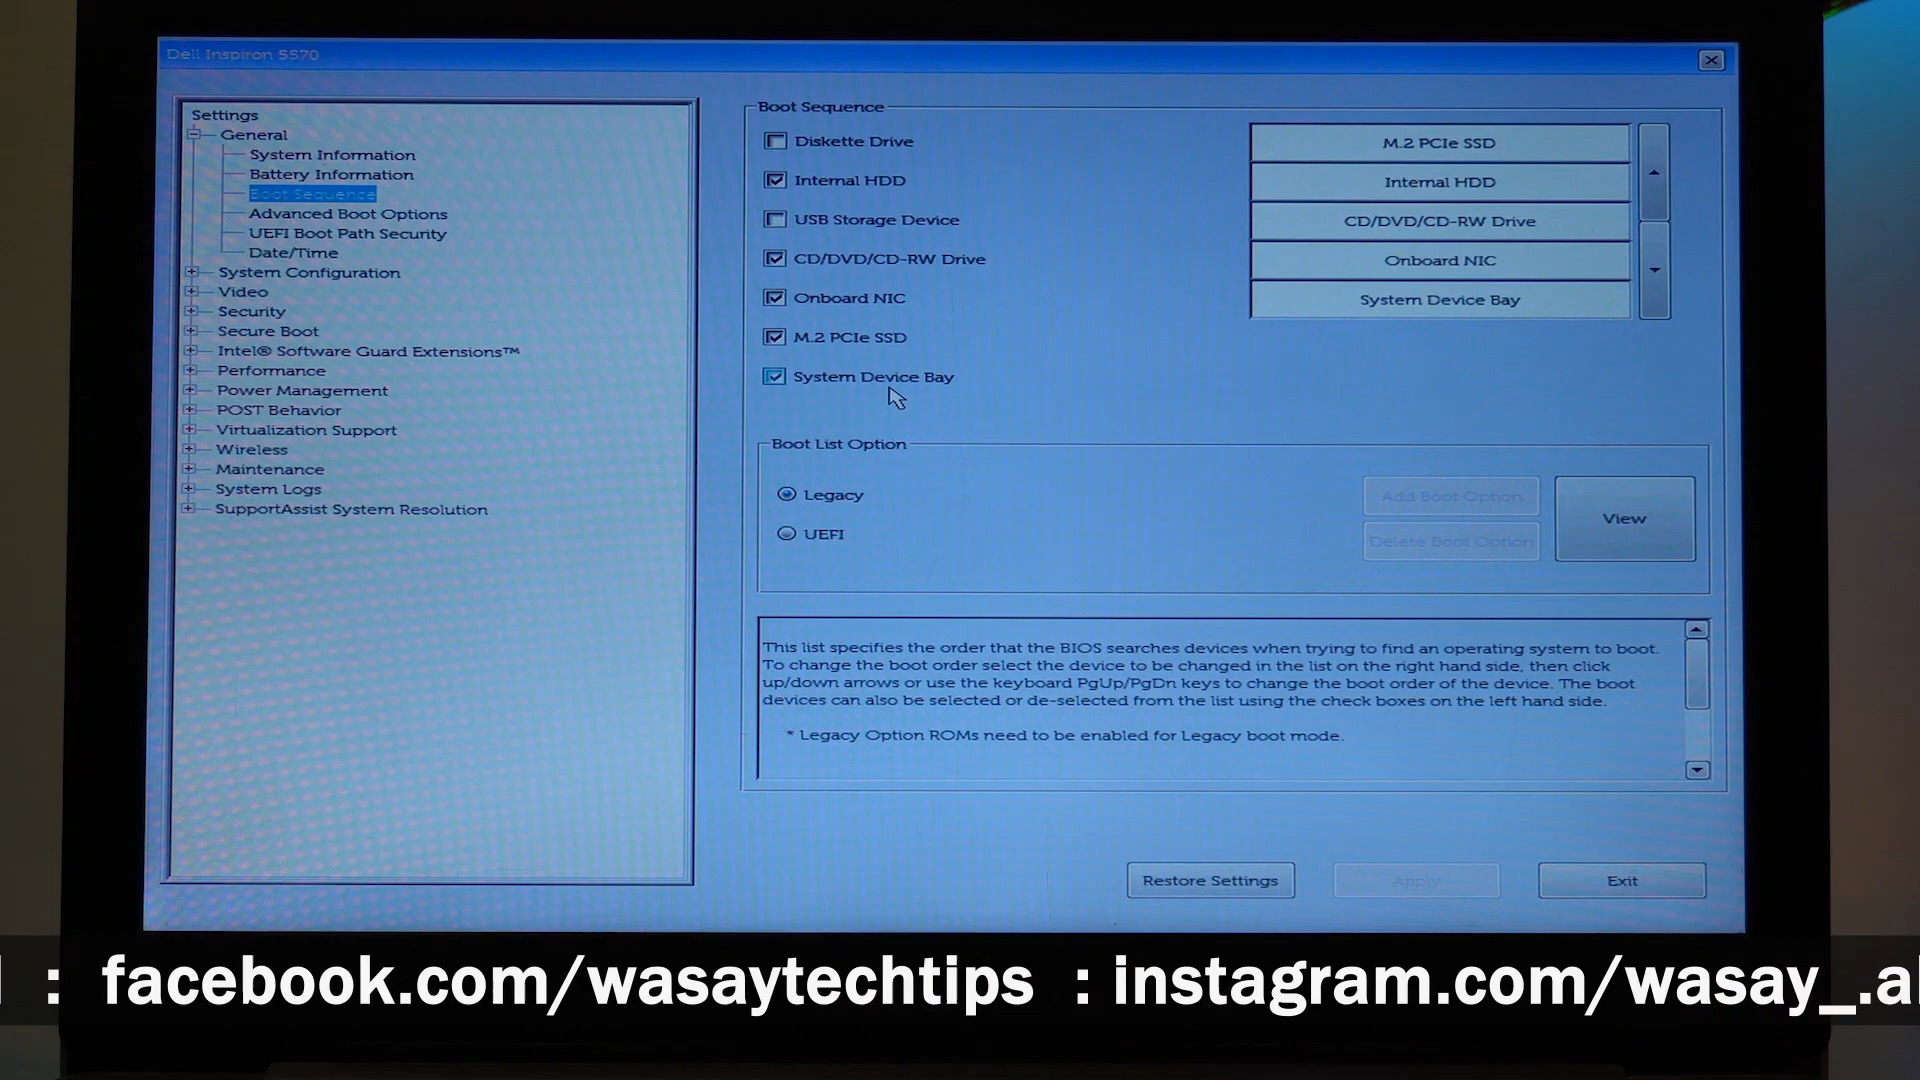 Dell Inspiron 5570
Settings
General
System Information
Battery Information
Boot Sequence
Advanced Boot Options
UEFI Boot Path Security
Date/Time
System Configuration
Video
Security
Secure Boot
Intel® Software Guard Extensions™
Performance
Power Management
POST Behavior
Virtualization Support
Wireless
Maintenance
System Logs
SupportAssist System Resolution
Boot Sequence
Diskette Drive
Internal HDD
USB Storage Device
CD/DVD/CD-RW Drive
Onboard NIC
M.2 PCIe SSD
System Device Bay
M.2 PCIe SSD
Internal HDD
CD/DVD/CD-RW Drive
Onboard NIC
System Device Bay
Boot List Option
Legacy
UEFI
Add Boot Option
Delete Boot Option
View
This list specifies the order that the BIOS searches devices when trying to find an operating system to boot.
To change the boot order select the device to be changed in the list on the right hand side, then click
up/down arrows or use the keyboard PgUp/PgDn keys to change the boot order of the device. The boot
devices can also be selected or de-selected from the list using the check boxes on the left hand side.
* Legacy Option ROMs need to be enabled for Legacy boot mode.
Restore Settings
Apply
Exit
: facebook.com/wasaytechtips : instagram.com/wasay_.a